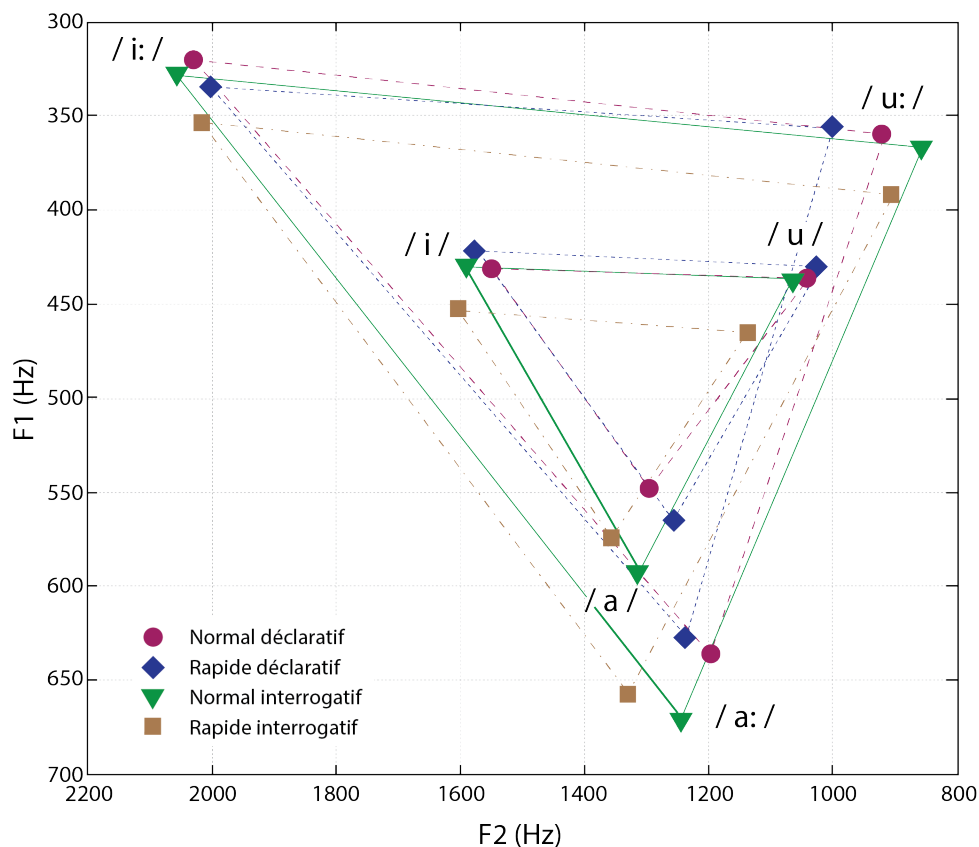 300
/ i: /
/ u: /
350
400
/ i /
/ u /
450
500
F1 (Hz)
550
600
/ a /
650
/ a: /
700
Normal déclaratif
Rapide déclaratif
Normal interrogatif
Rapide interrogatif
2200 2000 1800 1600 1400 1200 1000 800
F2 (Hz)